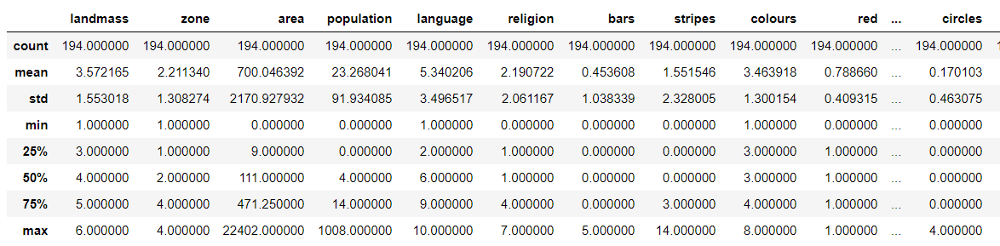 landmass zone area population language religion bars stripes colours red ... circles
count 194.000000 194.000000 194.000000 194.000000 194.000000 194.000000 194.000000 194.000000 194.000000 194.000000 ... 194.000000
mean 3.572165 2.211340 700.046392 23.268041 5.340206 2.190722 0.453608 1.551546 3.463918 0.788660 ... 0.170103
std 1.553018 1.308274 2170.927932 91.934085 3.496517 2.061167 1.038339 2.328005 1.300154 0.409315 ... 0.463075
min 1.000000 1.000000 0.000000 0.000000 1.000000 0.000000 0.000000 0.000000 1.000000 0.000000 ... 0.000000
25% 3.000000 1.000000 9.000000 0.000000 2.000000 1.000000 0.000000 0.000000 3.000000 1.000000 ... 0.000000
50% 4.000000 2.000000 111.000000 4.000000 6.000000 1.000000 0.000000 0.000000 3.000000 1.000000 ... 0.000000
75% 5.000000 4.000000 471.250000 14.000000 9.000000 4.000000 0.000000 3.000000 4.000000 1.000000 ... 0.000000
max 6.000000 4.000000 22402.000000 1008.000000 10.000000 7.000000 5.000000 14.000000 8.000000 1.000000 ... 4.000000